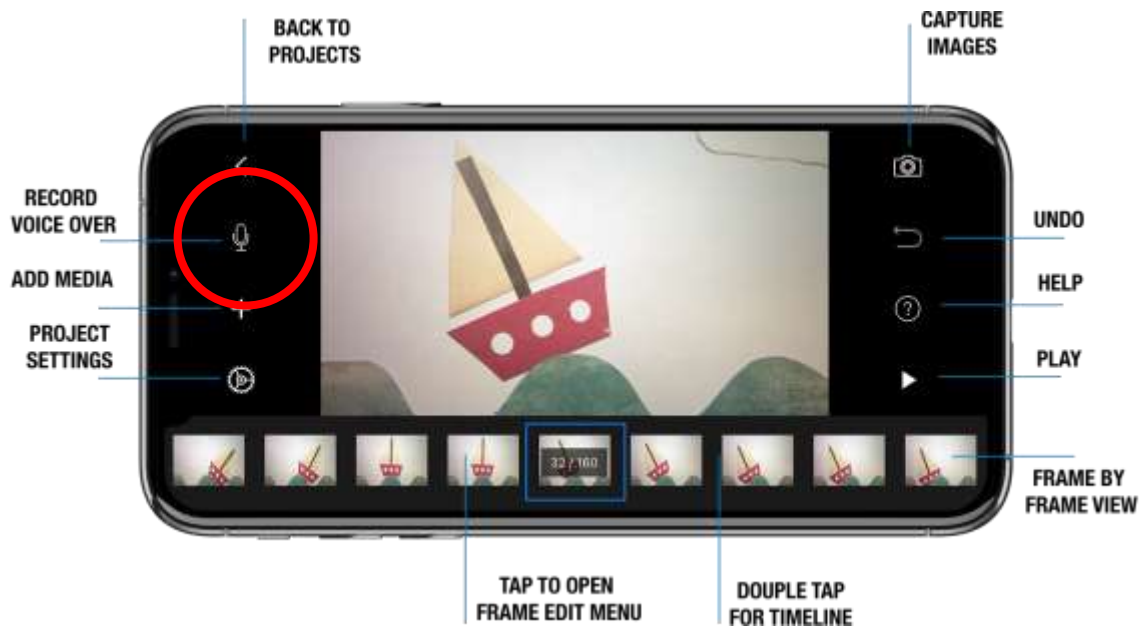 BACK TO
PROJECTS
CAPTURE
IMAGES
RECORD
VOICE OVER
UNDO
ADD MEDIA
HELP
PROJECT
SETTINGS
PLAY
32 / 160
FRAME BY
FRAME VIEW
TAP TO OPEN
FRAME EDIT MENU
DOUPLE TAP
FOR TIMELINE